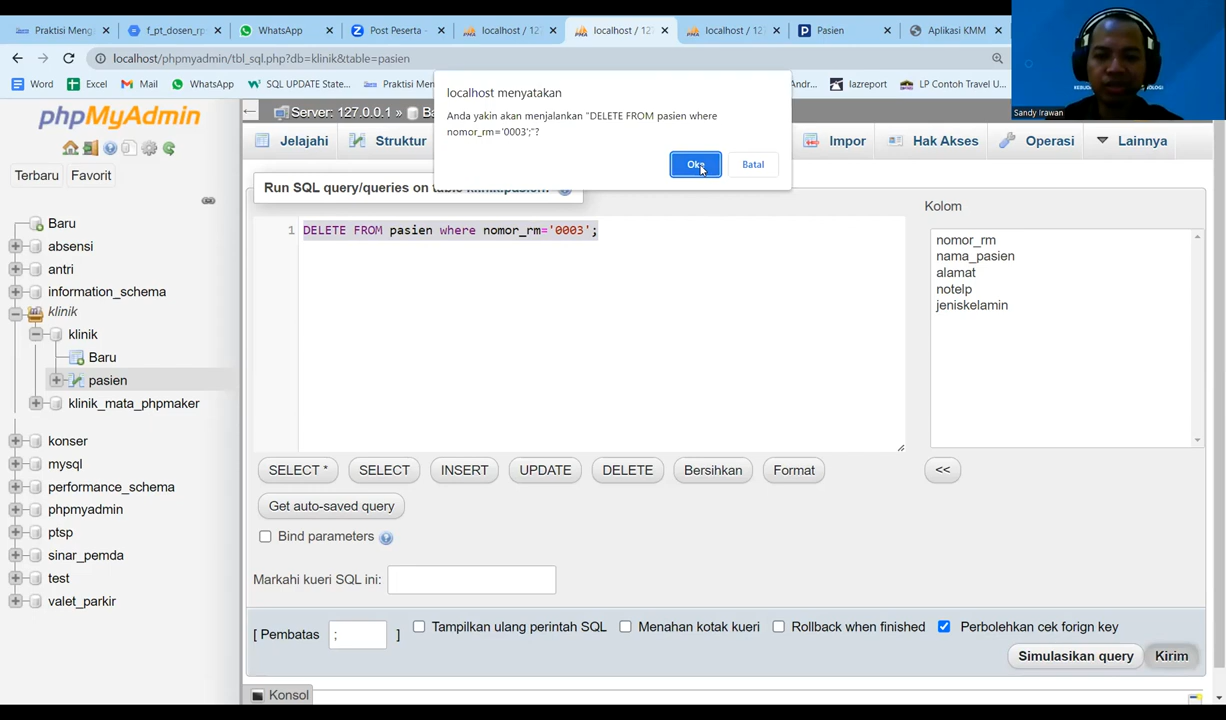 Praktisi Meng
f_pt_dosen_rp
WhatsApp
Post Peserta -
localhost / 12
localhost / 12
localhost / 12
Pasien
Aplikasi KMM
localhost/phpmyadmin/tbl_sql.php?db=klinik&table=pasien
Word
Excel
Mail
WhatsApp
SQL UPDATE State...
Praktisi Me
lazreport
LP Contoh Travel U...
Sandy Irawan
localhost menyatakan
Anda yakin akan menjalankan "DELETE FROM pasien where
nomor_rm='0003';"?
Oke
Batal
phpMyAdmin
Terbaru
Favorit
Baru
absensi
antri
information_schema
klinik
klinik
Baru
pasien
klinik_mata_phpmaker
konser
mysql
performance_schema
phpmyadmin
ptsp
sinar_pemda
test
valet_parkir
Server: 127.0.0.1 » Ba
Jelajahi
Struktur
Impor
Hak Akses
Operasi
Lainnya
Run SQL query/queries on table klinik.pasien:
1 DELETE FROM pasien where nomor_rm='0003';
Kolom
nomor_rm
nama_pasien
alamat
notelp
jeniskelamin
SELECT *
SELECT
INSERT
UPDATE
DELETE
Bersihkan
Format
<<
Get auto-saved query
Bind parameters
Markahi kueri SQL ini:
[ Pembatas ; ]
Tampilkan ulang perintah SQL
Menahan kotak kueri
Rollback when finished
Perbolehkan cek forign key
Simulasikan query
Kirim
Konsol